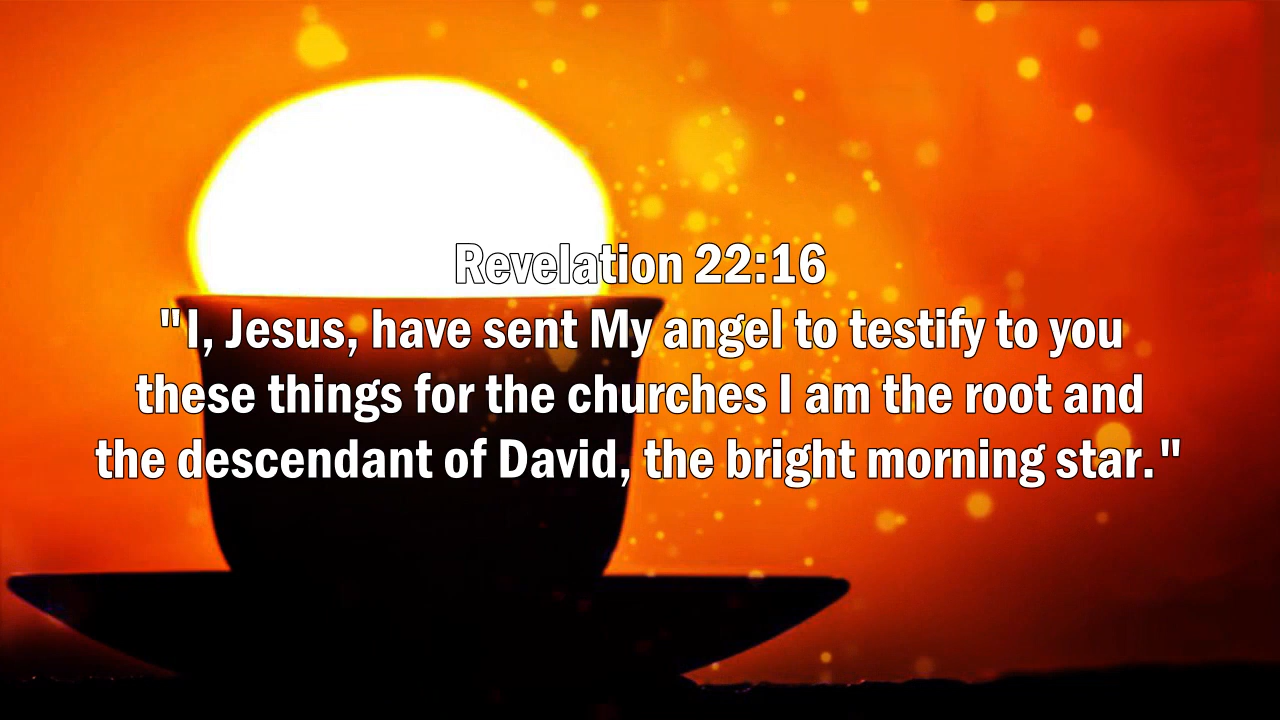 Revelation 22:16
"I, Jesus, have sent My angel to testify to you
these things for the churches I am the root and
the descendant of David, the bright morning star."